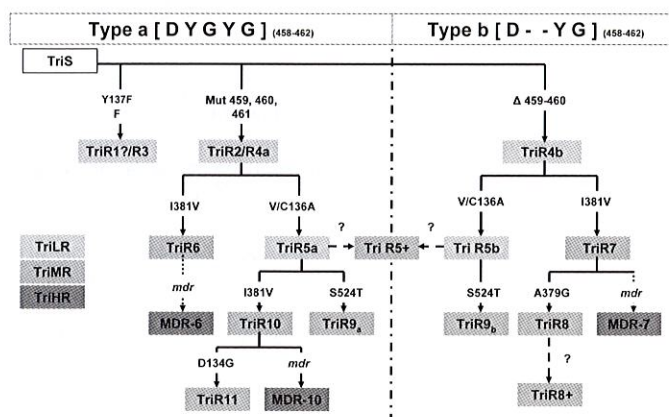 Type a [ D Y G Y G ] (458-462)
Type b [ D - - Y G ] (458-462)
TriS
Y137F
F
Mut 459, 460,
461
Δ 459-460
TriR1?/R3
TriR2/R4a
TriR4b
I381V
V/C136A
V/C136A
I381V
?
?
TriLR
TriMR
TriHR
TriR6
TriR5a
Tri R5+
Tri R5b
TriR7
mdr
I381V
S524T
S524T
A379G
mdr
MDR-6
TriR10
TriR9a
TriR9b
TriR8
MDR-7
D134G
mdr
?
TriR11
MDR-10
TriR8+